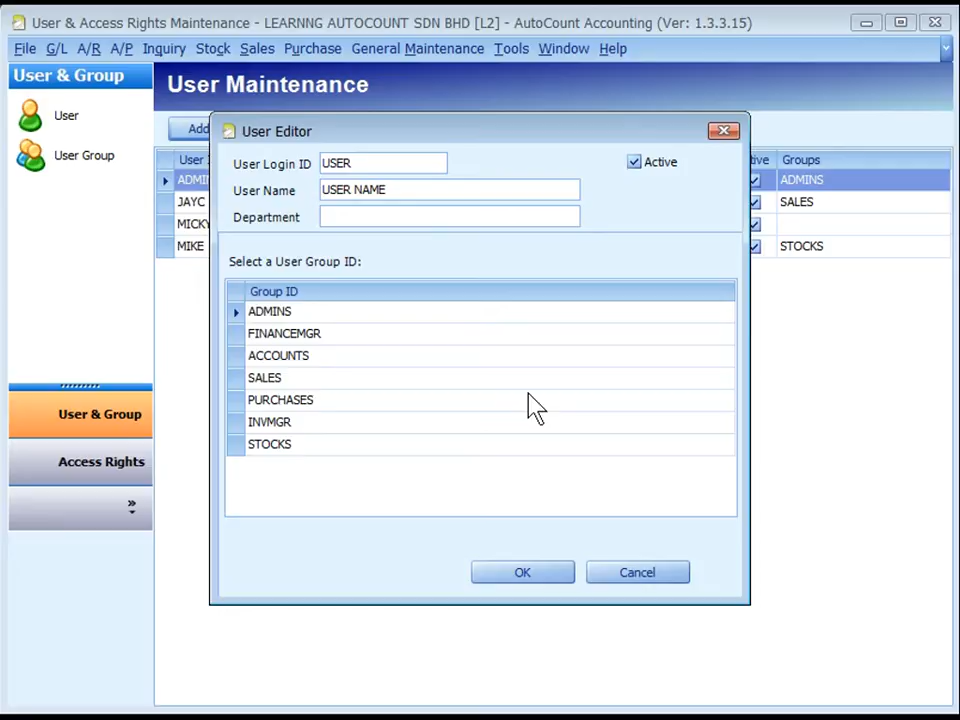 User & Access Rights Maintenance - LEARNNG AUTOCOUNT SDN BHD [L2] - AutoCount Accounting (Ver: 1.3.3.15)
File G/L A/R A/P Inquiry Stock Sales Purchase General Maintenance Tools Window Help
User & Group
User Maintenance
User
User Group
Add
User Editor
User Login ID USER
Active
User Name USER NAME
Department
User
Groups
ADMINS
JAYC
SALES
MICKY
MIKE
STOCKS
Select a User Group ID:
Group ID
ADMINS
FINANCEMGR
ACCOUNTS
SALES
PURCHASES
INVMGR
STOCKS
User & Group
Access Rights
»
OK Cancel